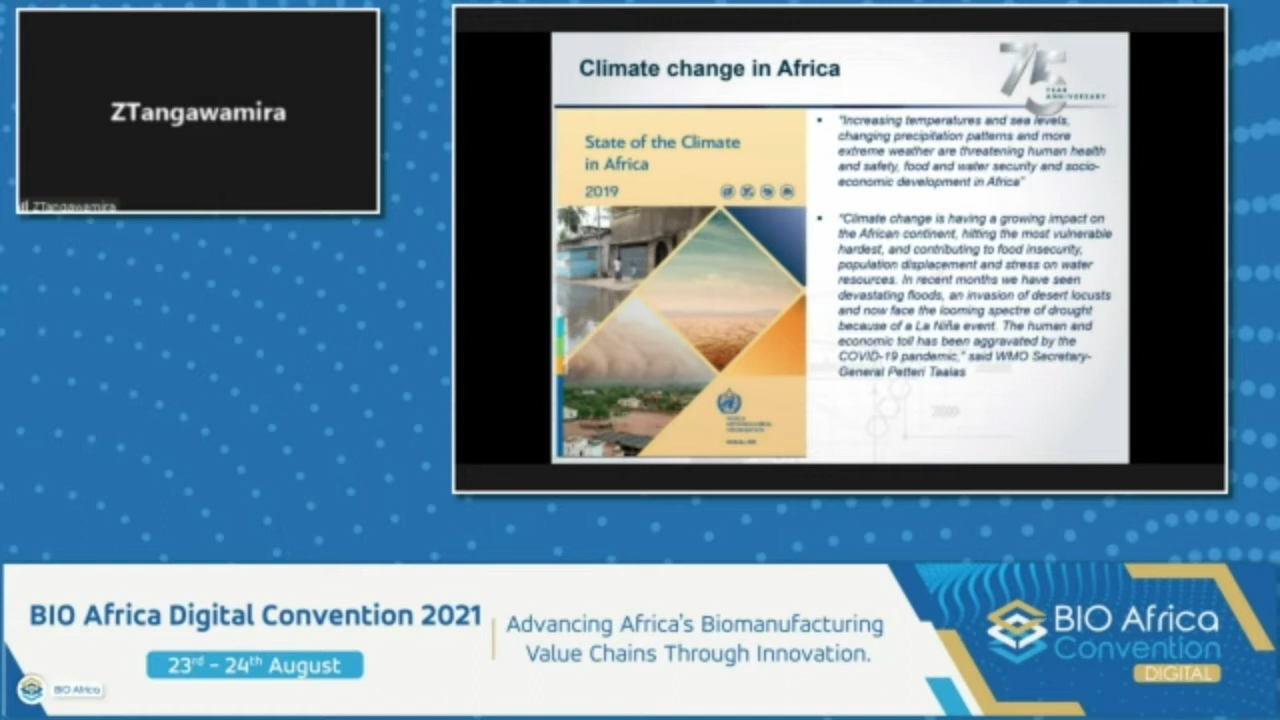 ZTangawamira
ZTangawamira
Climate change in Africa
75
YEAR
ANNIVERSARY
State of the Climate
in Africa
2019
• "Increasing temperatures and sea levels,
changing precipitation patterns and more
extreme weather are threatening human health
and safety, food and water security and socio-
economic development in Africa"
• "Climate change is having a growing impact on
the African continent, hitting the most vulnerable
hardest, and contributing to food insecurity,
population displacement and stress on water
resources. In recent months we have seen
devastating floods, an invasion of desert locusts
and now face the looming spectre of drought
because of a La Niña event. The human and
economic toll has been aggravated by the
COVID-19 pandemic," said WMO Secretary-
General Petteri Taalas
BIO Africa Digital Convention 2021
23rd – 24th August
Advancing Africa's Biomanufacturing
Value Chains Through Innovation.
BIO Africa
Convention
DIGITAL
BIO Africa